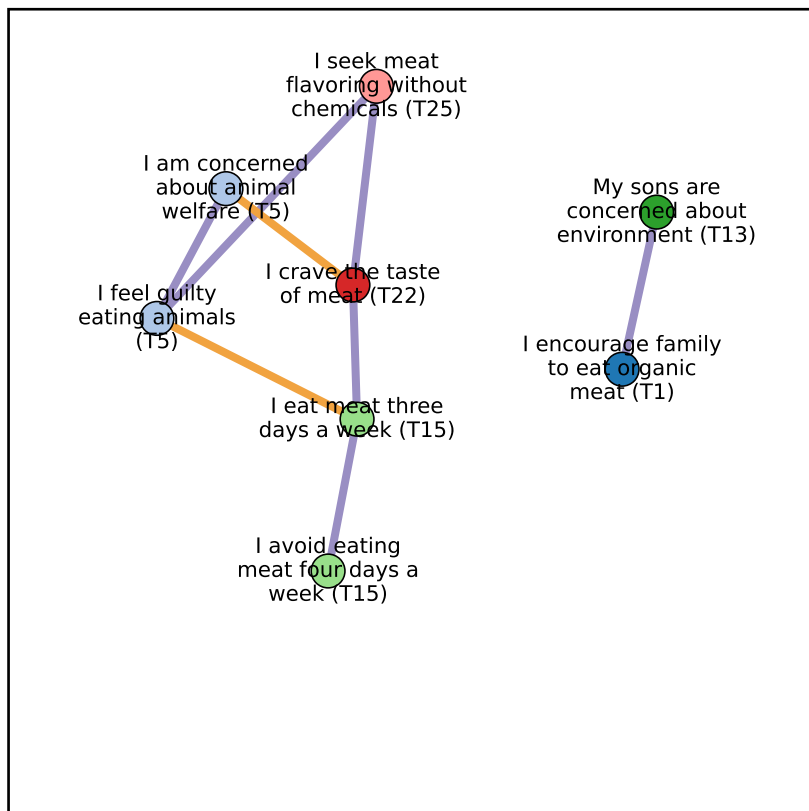 I seek meat
flavoring without
chemicals (T25)
I am concerned
about animal
welfare (T5)
My sons are
concerned about
environment (T13)
I crave the taste
of meat (T22)
I feel guilty
eating animals
(T5)
I encourage family
to eat organic
meat (T1)
I eat meat three
days a week (T15)
I avoid eating
meat four days a
week (T15)